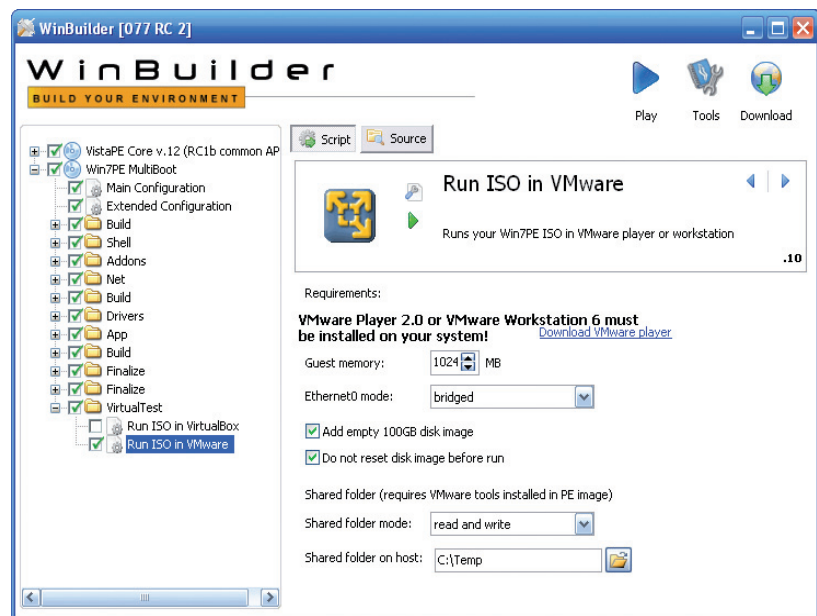 WinBuilder [077 RC 2]
WinBuilder
BUILD YOUR ENVIRONMENT
Play
Tools
Download
VistaPE Core v.12 (RC1b common AP
Win7PE MultiBoot
Main Configuration
Extended Configuration
Build
Shell
Addons
Net
Build
Drivers
App
Build
Finalize
Finalize
VirtualTest
Run ISO in VirtualBox
Run ISO in VMware
Script
Source
Run ISO in VMware
Runs your Win7PE ISO in VMware player or workstation
.10
Requirements:
VMware Player 2.0 or VMware Workstation 6 must
be installed on your system!
Download VMware player
Guest memory:
1024
MB
Ethernet0 mode:
bridged
Add empty 100GB disk image
Do not reset disk image before run
Shared folder (requires VMware tools installed in PE image)
Shared folder mode:
read and write
Shared folder on host:
C:\Temp